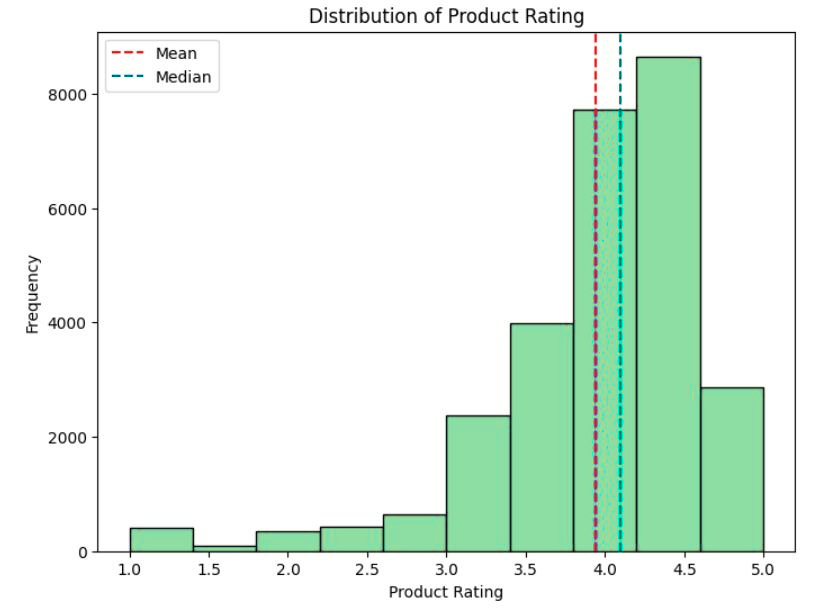 Distribution of Product Rating
Mean
Median
8000
6000
4000
2000
0
Frequency
1.0 1.5 2.0 2.5 3.0 3.5 4.0 4.5 5.0
Product Rating